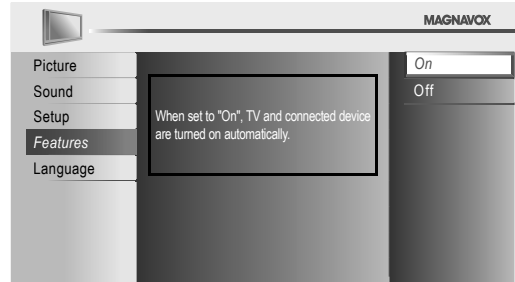 MAGNAVOX
Picture
Sound
Setup
Features
Language
When set to "On", TV and connected device
are turned on automatically.
On
Off